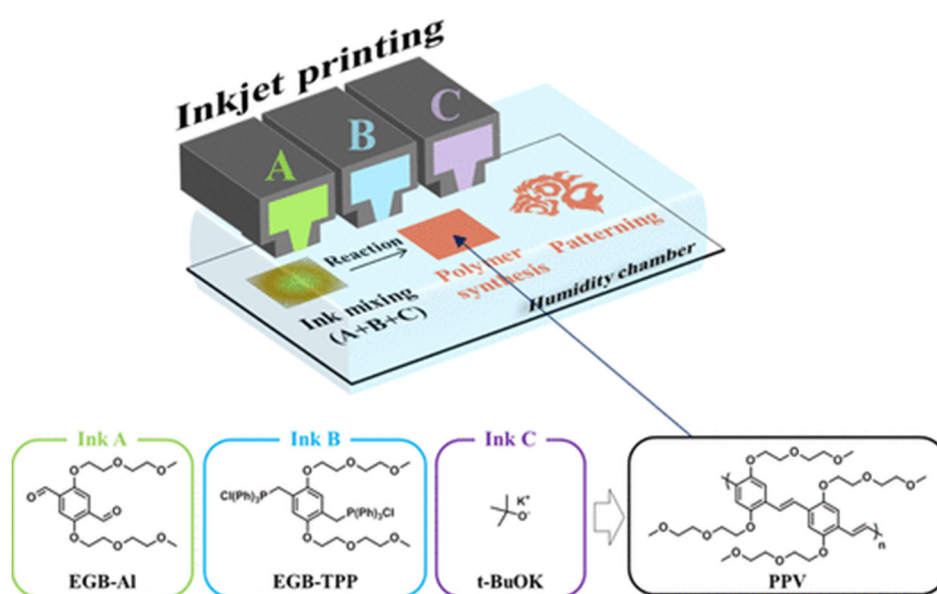 Inkjet printing
A
B
C
Reaction
Ink mixing
(A+B+C)
Polymer
synthesis
Patterning
Humidity chamber
Ink A
O
O
O
O
O
O
O
O
EGB-Al
Ink B
O
O
O
Cl(Ph)₃P
P(Ph)₃Cl
O
O
O
EGB-TPP
Ink C
K⁺
O⁻
t-BuOK
O
O
O
O
O
O
O
O
O
O
O
O
n
PPV